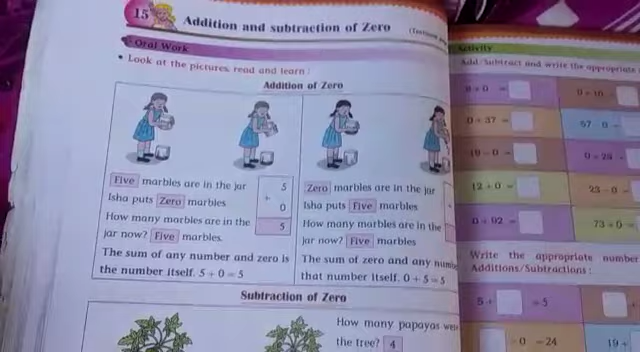 15
Addition and subtraction of Zero
Oral Work
• Look at the pictures, read and learn :
Addition of Zero
Five marbles are in the jar
Isha puts Zero marbles
How many marbles are in the
jar now? Five marbles.
5
+
0
5
The sum of any number and zero is
the number itself. 5 + 0 = 5
Zero marbles are in the jar
Isha puts Five marbles
How many marbles are in the
jar now? Five marbles
The sum of zero and any
that number itself. 0 + 5 = 5
Subtraction of Zero
How many papayas
the tree? 4
Activity
Add/Subtract and write the appropriate
0 + 37 =
19 - 0 =
12 + 0 =
0 + 92 =
57 - 0 =
23 - 0 =
73 + 0 =
Write the appropriate number
Additions/Subtractions :
5 + = 5
- 0 = 24
19 +